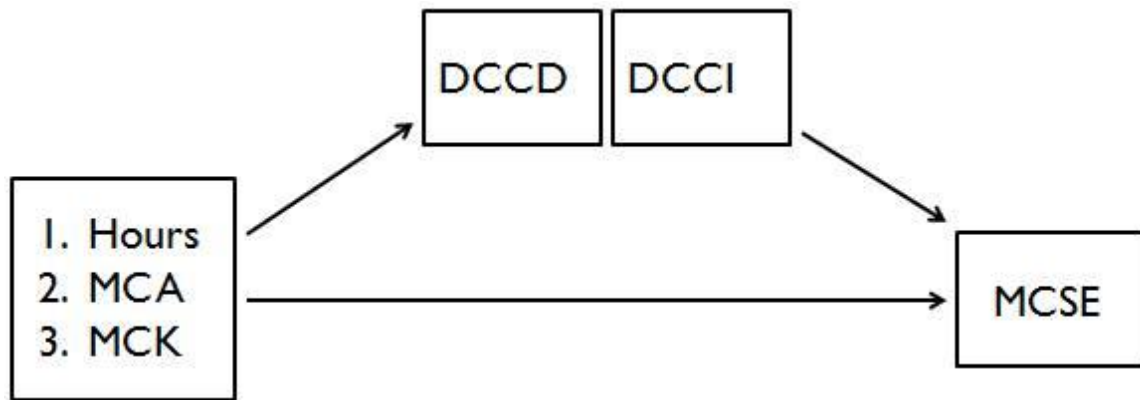 DCCD
DCCI
1. Hours
2. MCA
3. MCK
MCSE